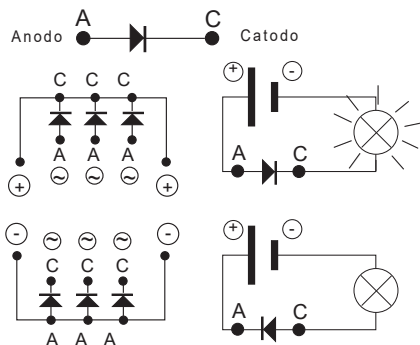 Anodo A C Catodo
C C C
A A A
~ ~ ~
+ +
+ -
A C
- ~ ~ ~ -
C C C
A A A
+ -
A C